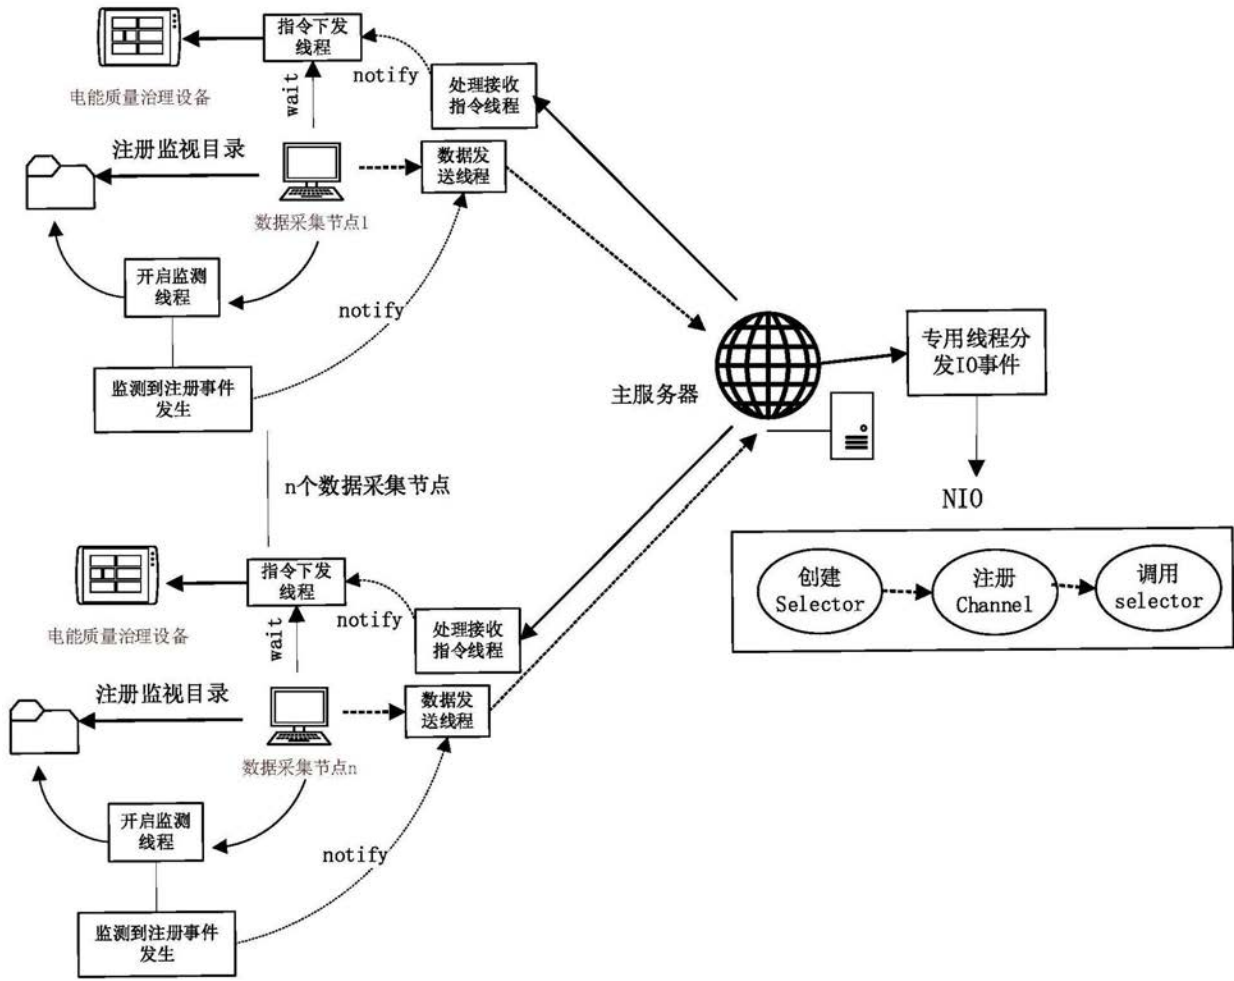 指令下发
线程
notify
处理接收
指令线程
wait
电能质量治理设备
注册监视目录
数据发
送线程
数据采集节点1
开启监测
线程
notify
监测到注册事件
发生
主服务器
专用线程分
发IO事件
n个数据采集节点
NIO
创建
Selector
注册
Channel
调用
selector
指令下发
线程
notify
处理接收
指令线程
wait
电能质量治理设备
注册监视目录
数据发
送线程
数据采集节点n
开启监测
线程
notify
监测到注册事件
发生